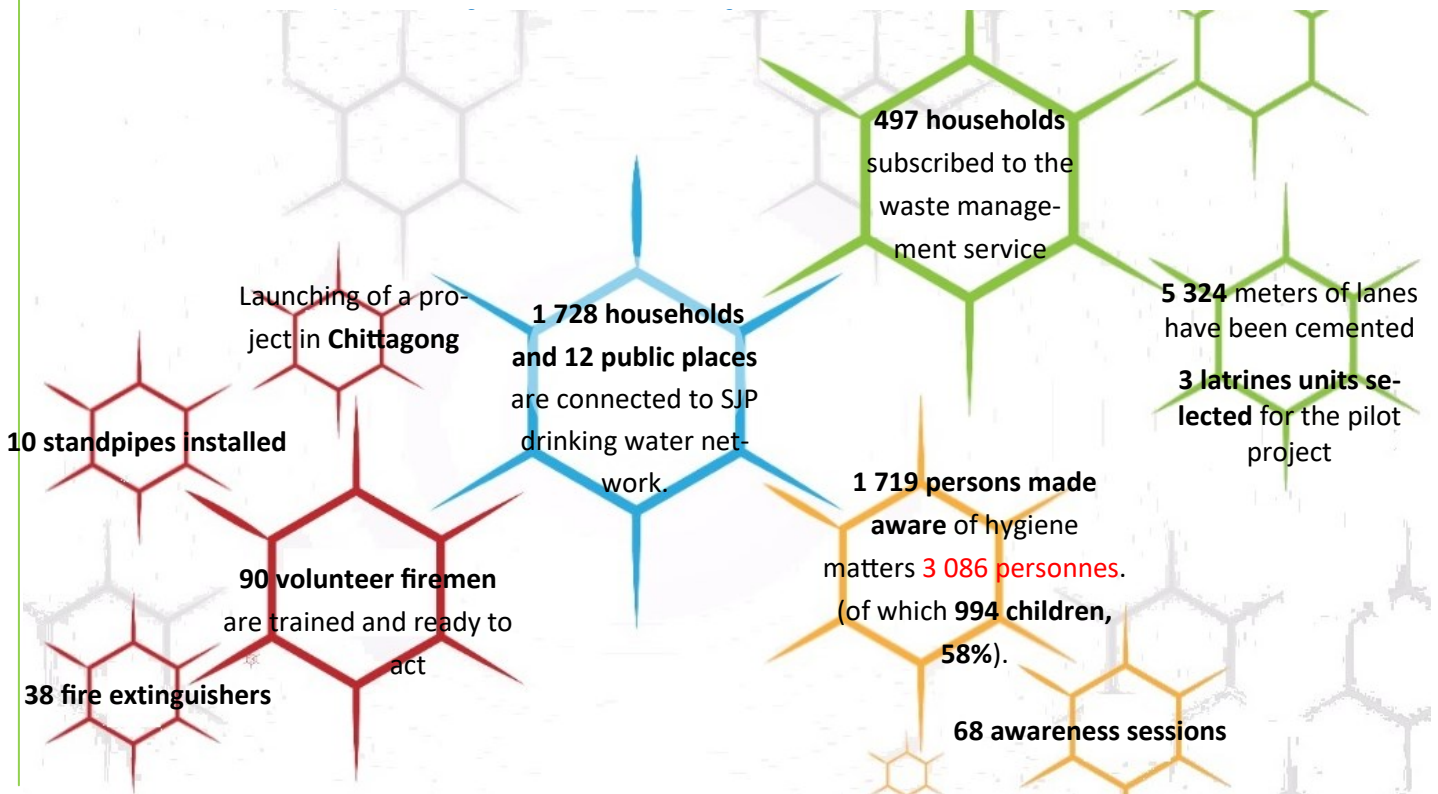 497 households
subscribed to the
waste manage-
ment service
Launching of a pro-
ject in Chittagong
1 728 households
and 12 public places
are connected to SJP
drinking water net-
work.
5 324 meters of lanes
have been cemented
3 latrines units se-
lected for the pilot
project
10 standpipes installed
90 volunteer firemen
are trained and ready to
act
38 fire extinguishers
1 719 persons made
aware of hygiene
matters 3 086 personnes.
(of which 994 children,
58%).
68 awareness sessions